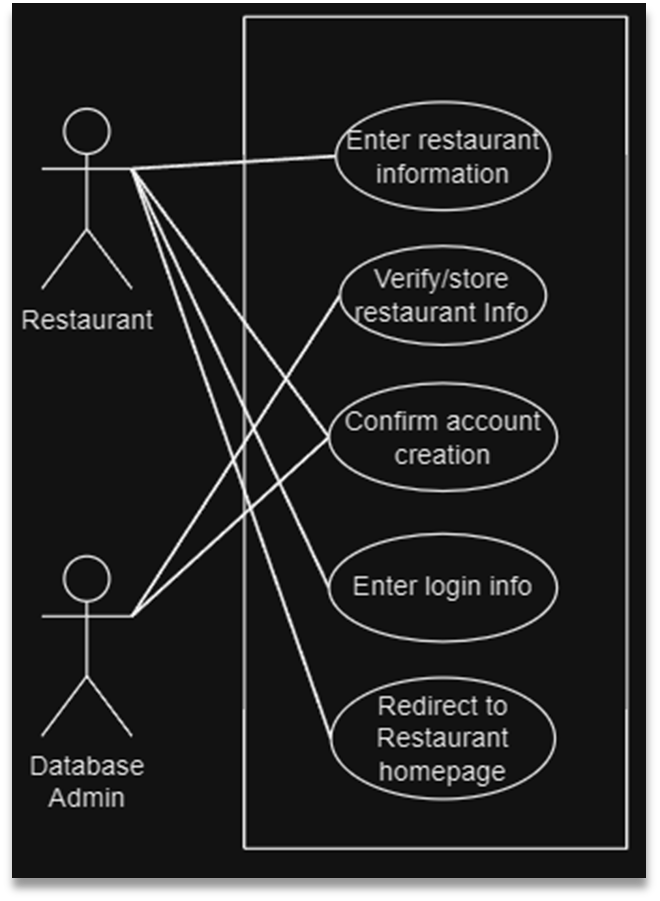 Enter restaurant
information
Restaurant
Verify/store
restaurant Info
Confirm account
creation
Enter login info
Database
Admin
Redirect to
Restaurant
homepage